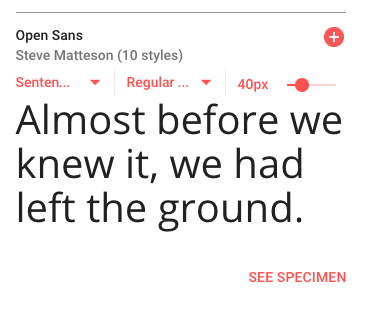 Open Sans
Steve Matteson (10 styles)
Senten... Regular ... 40px
Almost before we
knew it, we had
left the ground.
SEE SPECIMEN